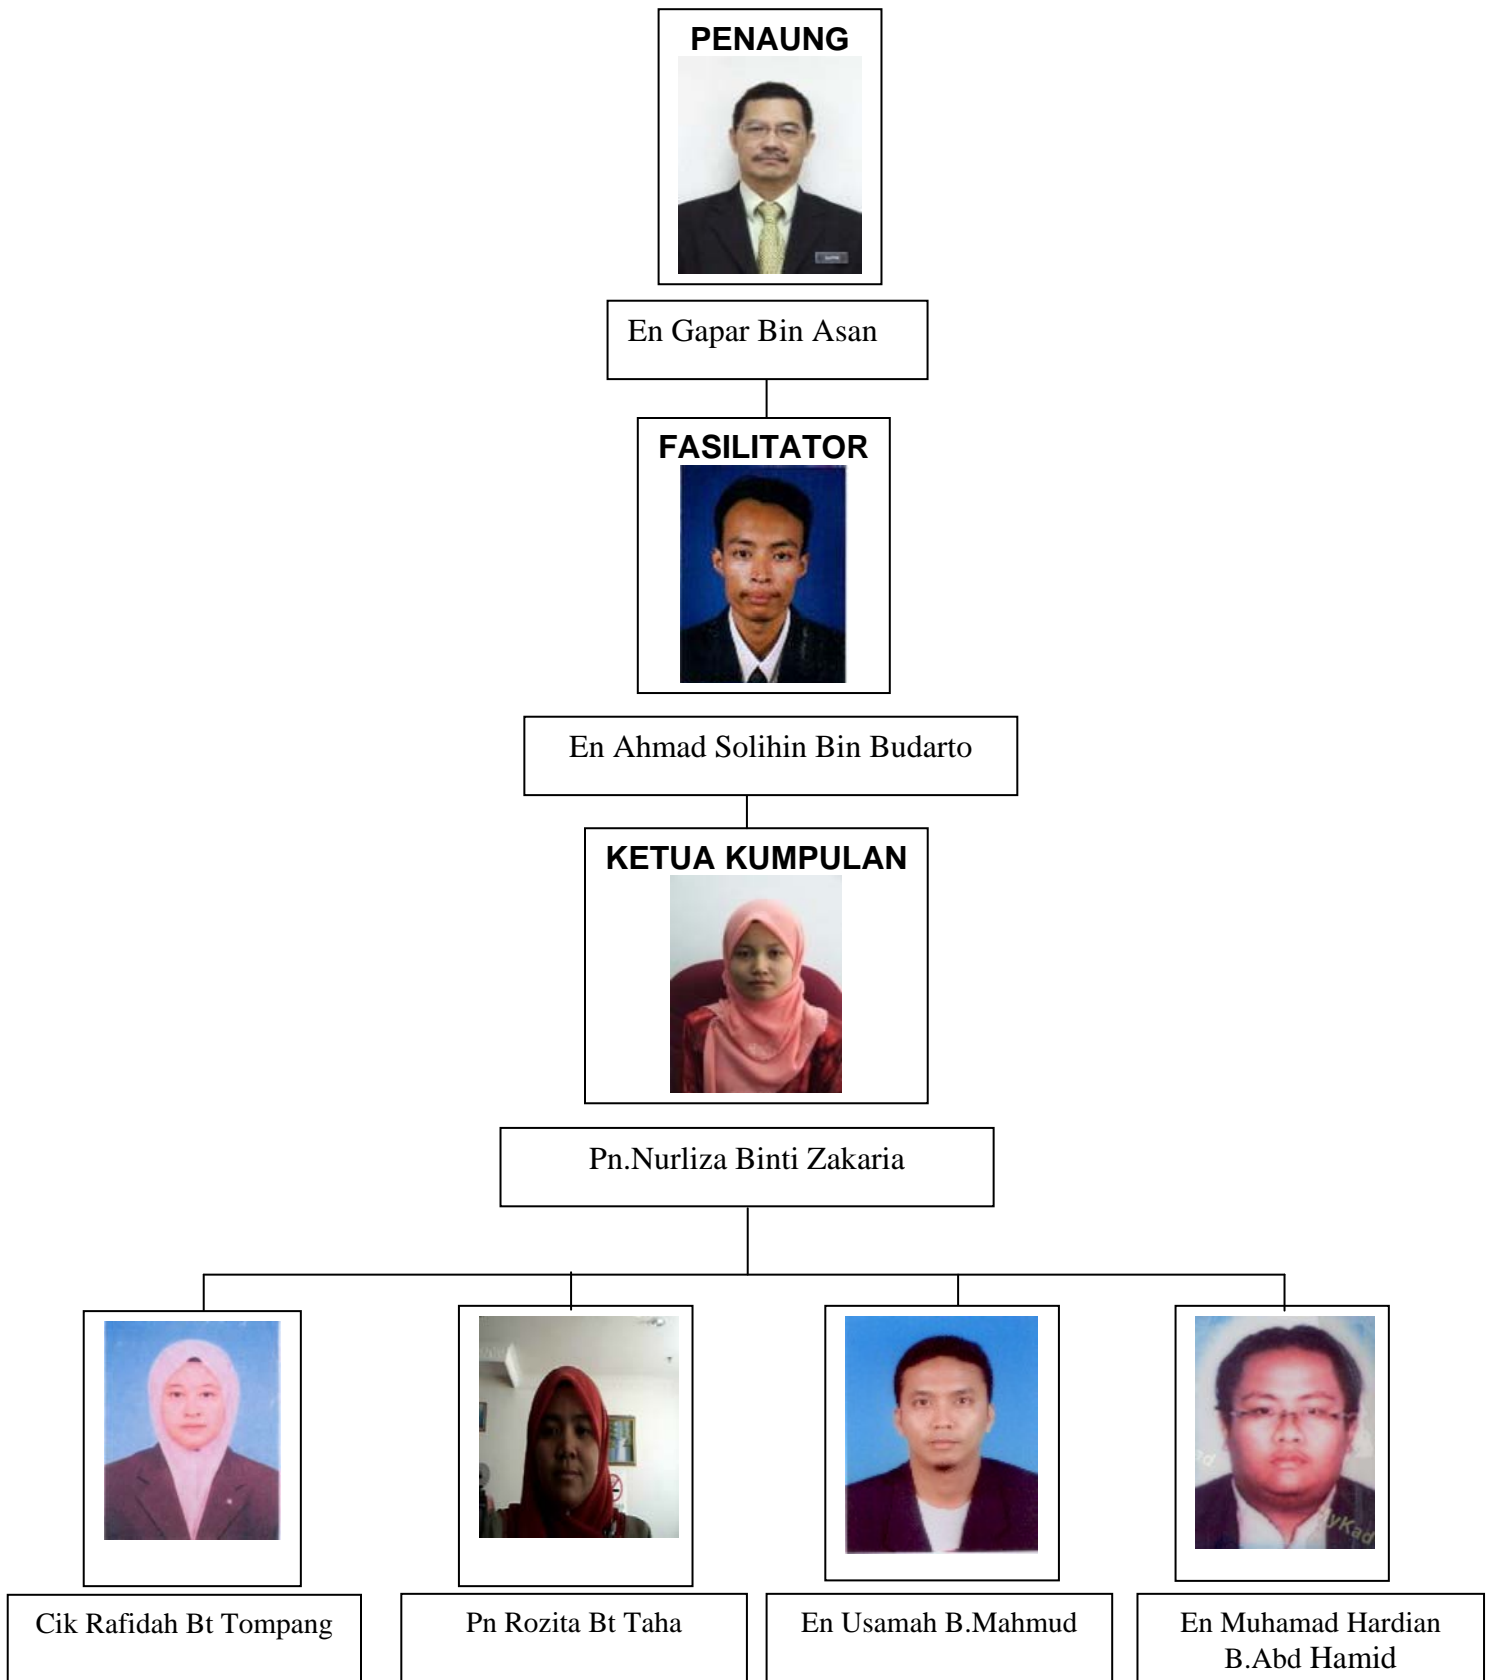 PENAUNG
En Gapar Bin Asan
FASILITATOR
En Ahmad Solihin Bin Budarto
KETUA KUMPULAN
Pn.Nurliza Binti Zakaria
Cik Rafidah Bt Tompang
Pn Rozita Bt Taha
En Usamah B.Mahmud
En Muhamad Hardian
B.Abd Hamid